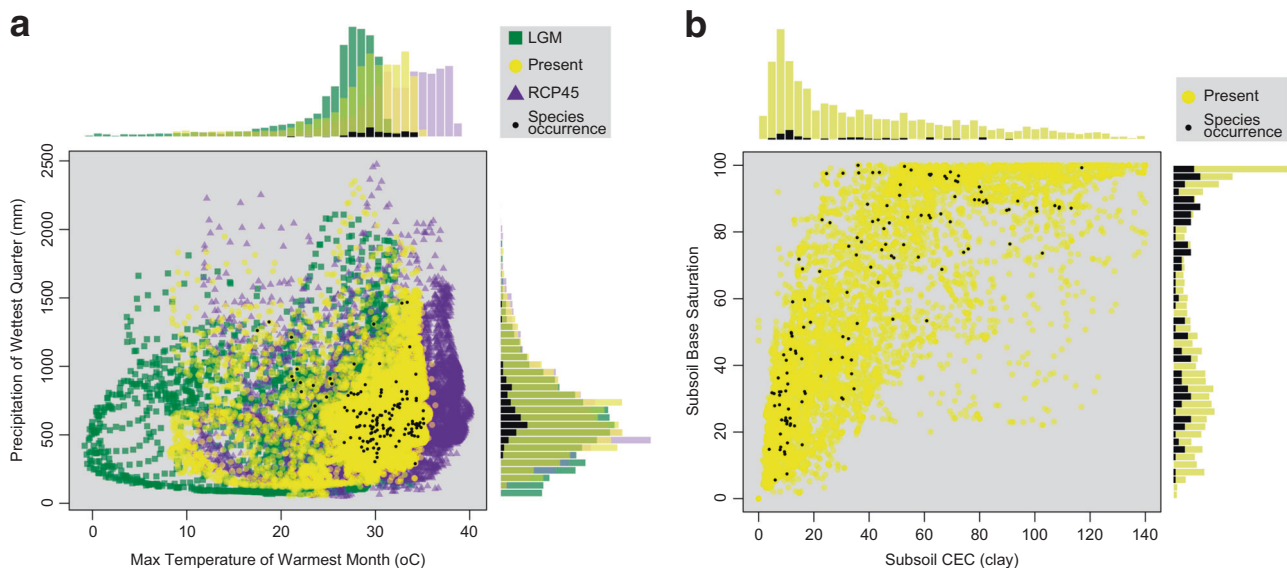 a
LGM
Present
RCP45
Species
occurrence
Precipitation of Wettest Quarter (mm)
2500
2000
1500
1000
500
0
0 10 20 30 40
Max Temperature of Warmest Month (oC)
b
Present
Species
occurrence
Subsoil Base Saturation
100
80
60
40
20
0
0 20 40 60 80 100 120 140
Subsoil CEC (clay)